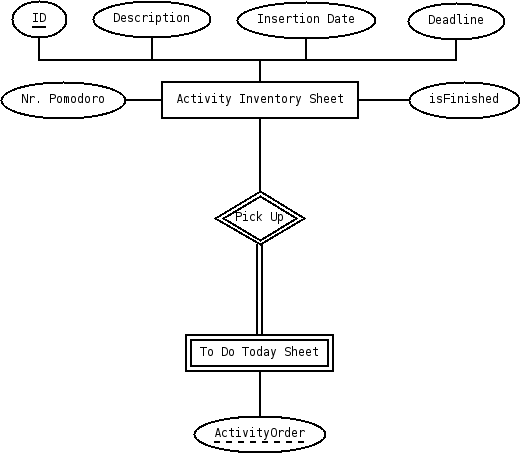 ID
Description
Insertion Date
Deadline
Nr. Pomodoro
Activity Inventory Sheet
isFinished
Pick Up
To Do Today Sheet
ActivityOrder